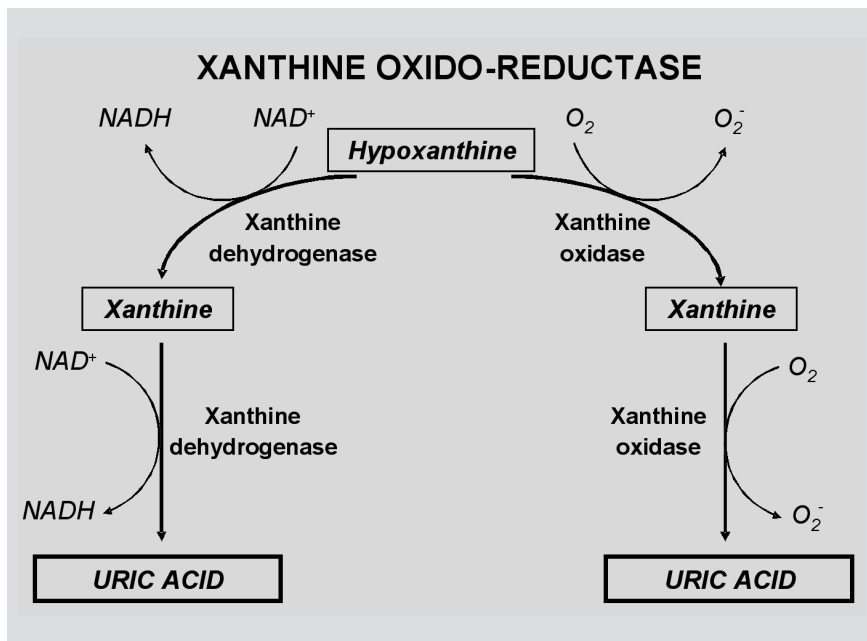 XANTHINE OXIDO-REDUCTASE
NADH
NAD⁺
O₂
O₂⁻
Hypoxanthine
Xanthine
dehydrogenase
Xanthine
oxidase
Xanthine
Xanthine
NAD⁺
O₂
Xanthine
dehydrogenase
Xanthine
oxidase
NADH
O₂⁻
URIC ACID
URIC ACID